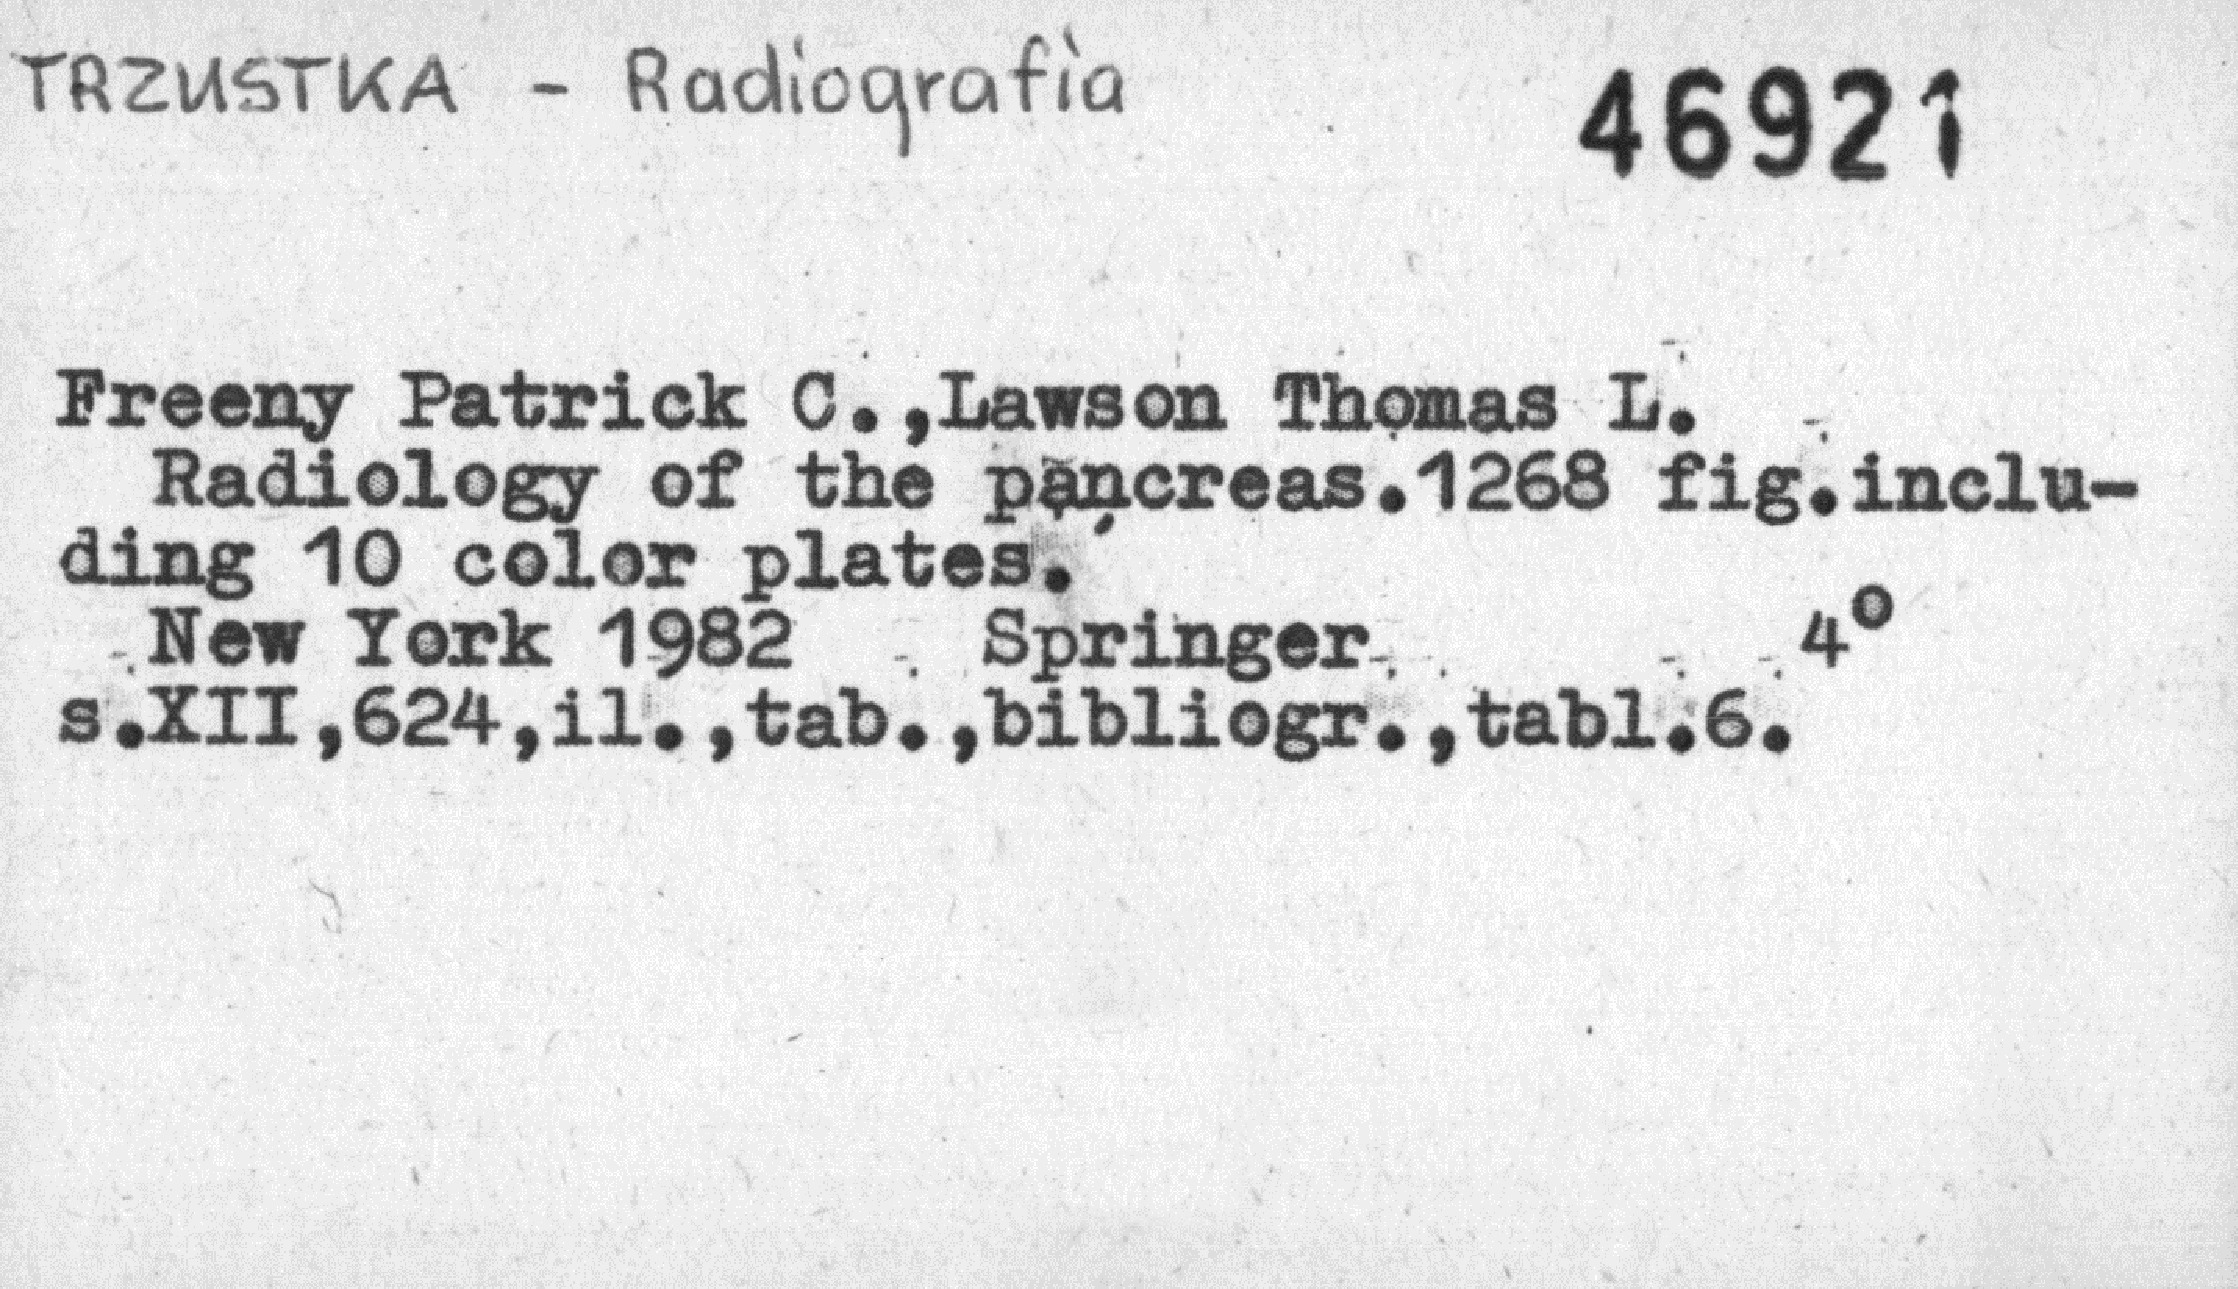 TRZUSTKA - Radiografia
46921
Freeny Patrick C.,Lawson Thomas L.
Radiology of the pancreas.1268 fig.inclu-
ding 10 color plates.
New York 1982 Springer 4º
s.XII,624,il.,tab.,bibliogr.,tabl.6.